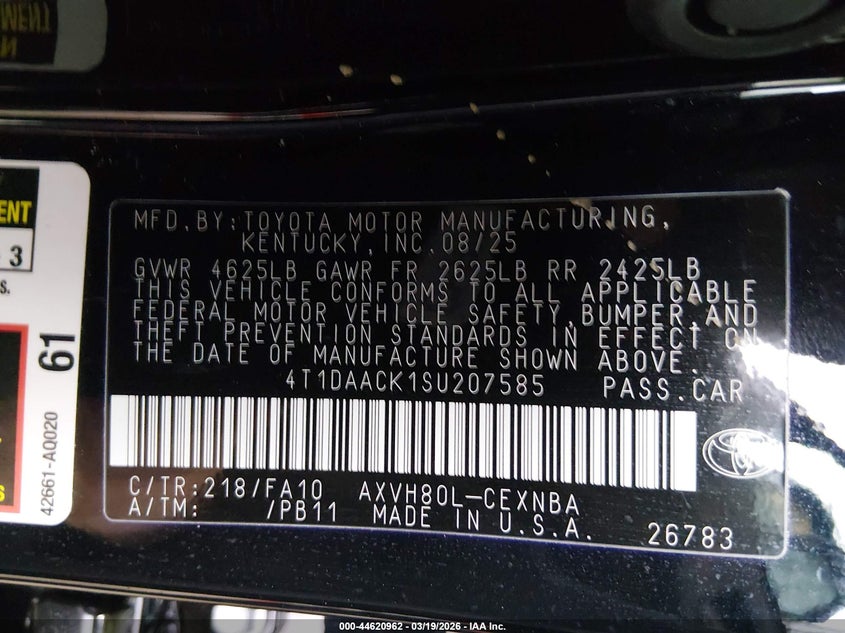 ENT
3
S.
61
42661-AQ020
S
MFD.BY:TOYOTA MOTOR MANUFACTURING,
KENTUCKY,INC.08/25
GVWR 4625LB GAWR FR 2625LB RR 2425LB
THIS VEHICLE CONFORMS TO ALL APPLICABLE
FEDERAL MOTOR VEHICLE SAFETY,BUMPER,AND
THEFT PREVENTION STANDARDS IN EFFECT ON
THE DATE OF MANUFACTURE SHOWN ABOVE.
4T1DAACK1SU207585 PASS.CAR
C/TR:218/FA10 AXVH80L-CEXNBA
A/TM: /PB11 MADE IN U.S.A. 26783
000-44620962 - 03/19/2026 - IAA Inc.